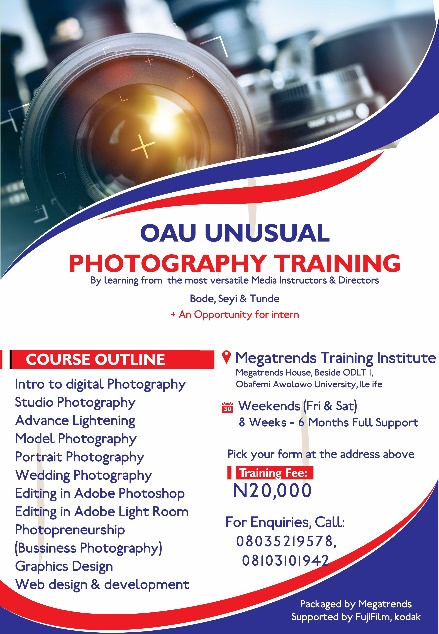 OAU UNUSUAL
PHOTOGRAPHY TRAINING
By learning from the most versatile Media Instructors & Directors
Bode, Seyi & Tunde
+ An Opportunity for intern
COURSE OUTLINE
Intro to digital Photography
Studio Photography
Advance Lightening
Model Photography
Portrait Photography
Wedding Photography
Editing in Adobe Photoshop
Editing in Adobe Light Room
Photopreneurship
(Bussiness Photography)
Graphics Design
Web design & development
Megatrends Training Institute
Megatrends House, Beside ODLT I,
Obafemi Awolowo University, Ile ife
30
Weekends (Fri & Sat)
8 Weeks - 6 Months Full Support
Pick your form at the address above
Training Fee:
N20,000
For Enquiries, Call:
08035219578,
08103101942
Packaged by Megatrends
Supported by FujiFilm, kodak